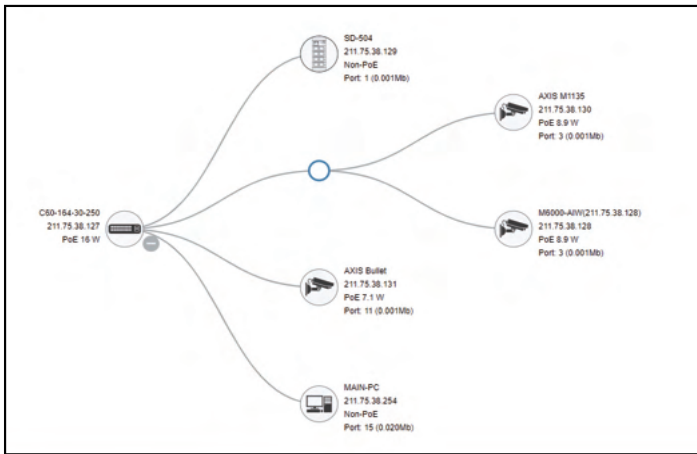 SD-504
211.75.38.129
Non-PoE
Port: 1 (0.001Mb)
AXIS M1135
211.75.38.130
PoE 8.9 W
Port: 3 (0.001Mb)
C60-164-30-250
211.75.38.127
PoE 16 W
M6000-AIW(211.75.38.128)
211.75.38.128
PoE 8.9 W
Port: 3 (0.001Mb)
AXIS Bullet
211.75.38.131
PoE 7.1 W
Port: 11 (0.001Mb)
MAIN-PC
211.75.38.254
Non-PoE
Port: 15 (0.020Mb)